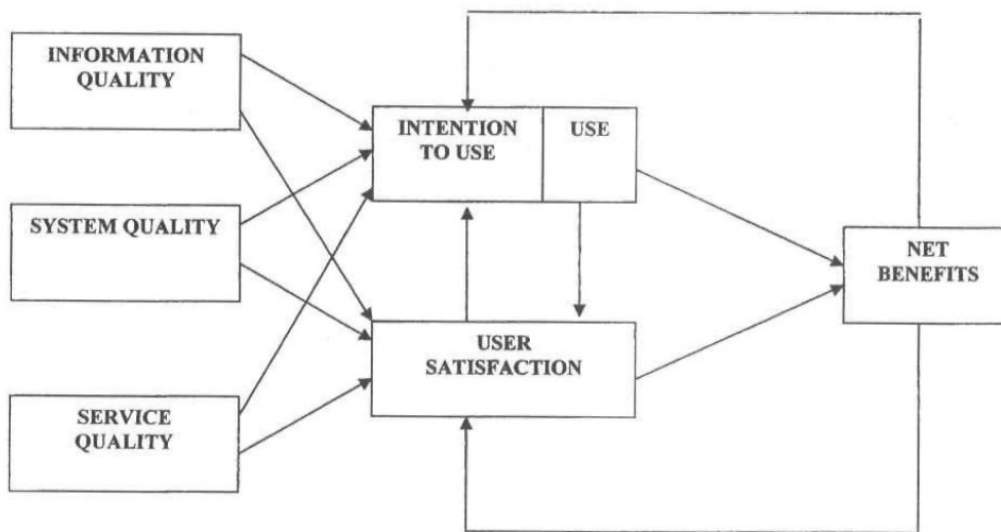 INFORMATION
QUALITY
INTENTION
TO USE
USE
SYSTEM QUALITY
NET
BENEFITS
USER
SATISFACTION
SERVICE
QUALITY